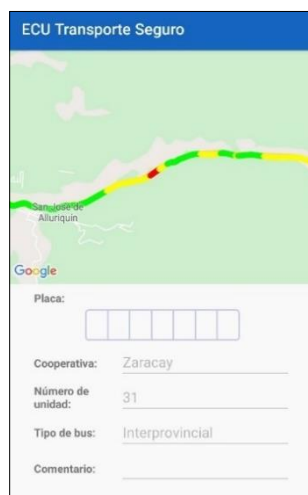 ECU Transporte Seguro
San José de
Alluriquín
Google
Placa:
Cooperativa: Zaracay
Número de
unidad: 31
Tipo de bus: Interprovincial
Comentario: